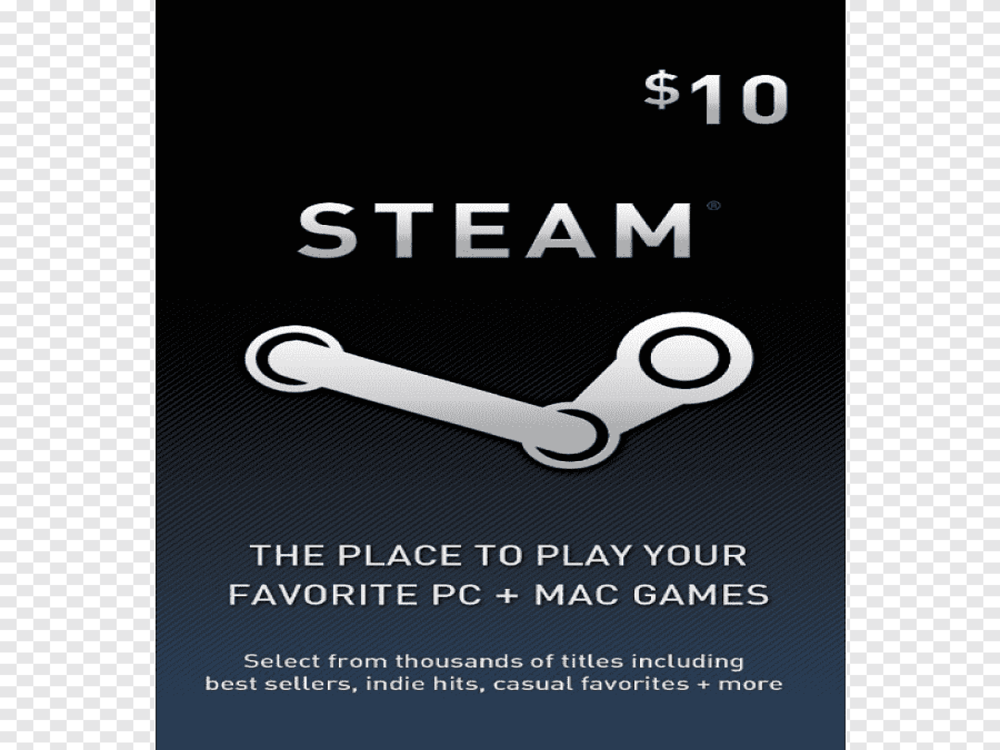 $10
STEAM®
THE PLACE TO PLAY YOUR
FAVORITE PC + MAC GAMES
Select from thousands of titles including
best sellers, indie hits, casual favorites + more